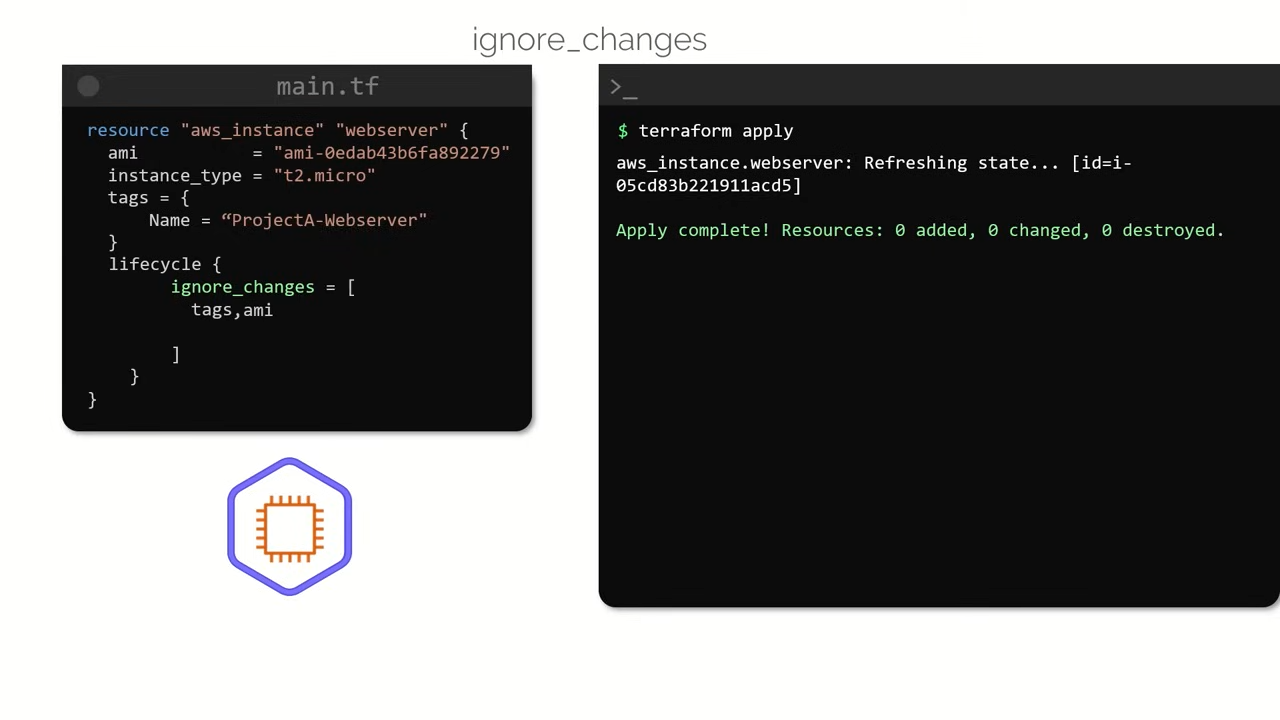 ignore_changes
main.tf
resource "aws_instance" "webserver" {
  ami           = "ami-0edab43b6fa892279"
  instance_type = "t2.micro"
  tags = {
      Name = “ProjectA-Webserver"
  }
  lifecycle {
        ignore_changes = [
          tags,ami
        ]
    }
}
>_
$ terraform apply
aws_instance.webserver: Refreshing state... [id=i-
05cd83b221911acd5]
Apply complete! Resources: 0 added, 0 changed, 0 destroyed.